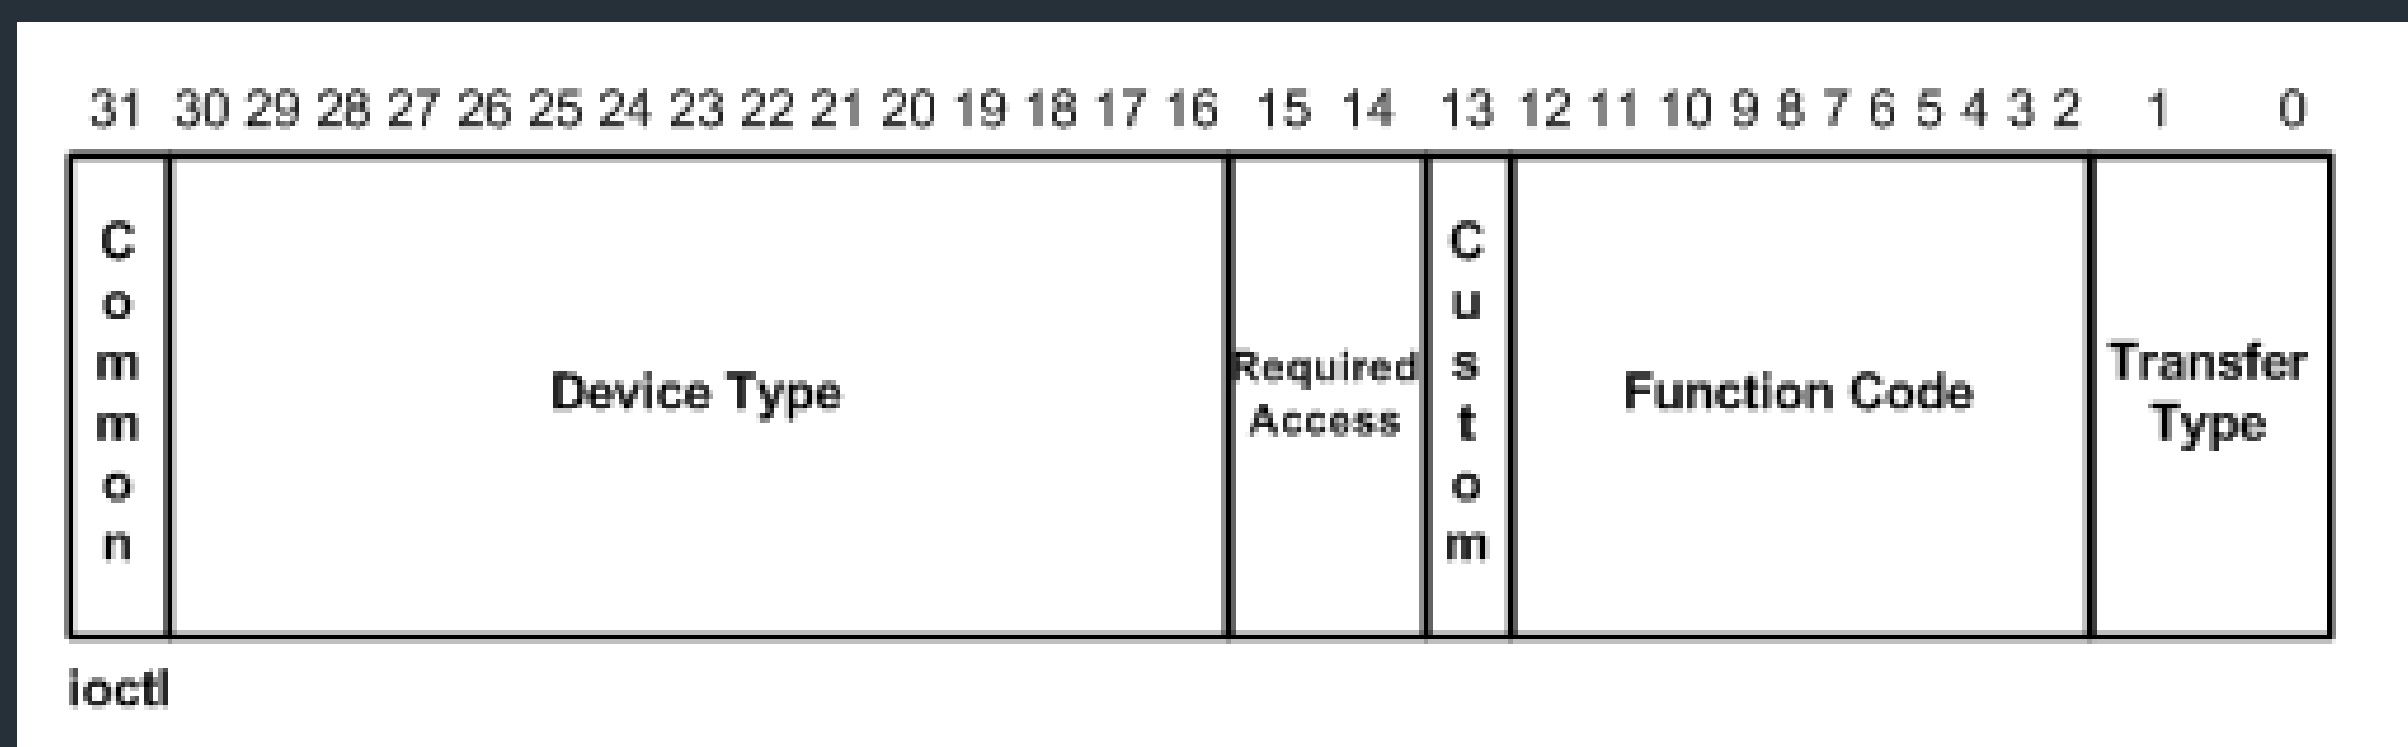 31 30 29 28 27 26 25 24 23 22 21 20 19 18 17 16 15 14 13 12 11 10 9 8 7 6 5 4 3 2 1 0
Common
Device Type
Required
Access
Custom
Function Code
Transfer
Type
ioctl